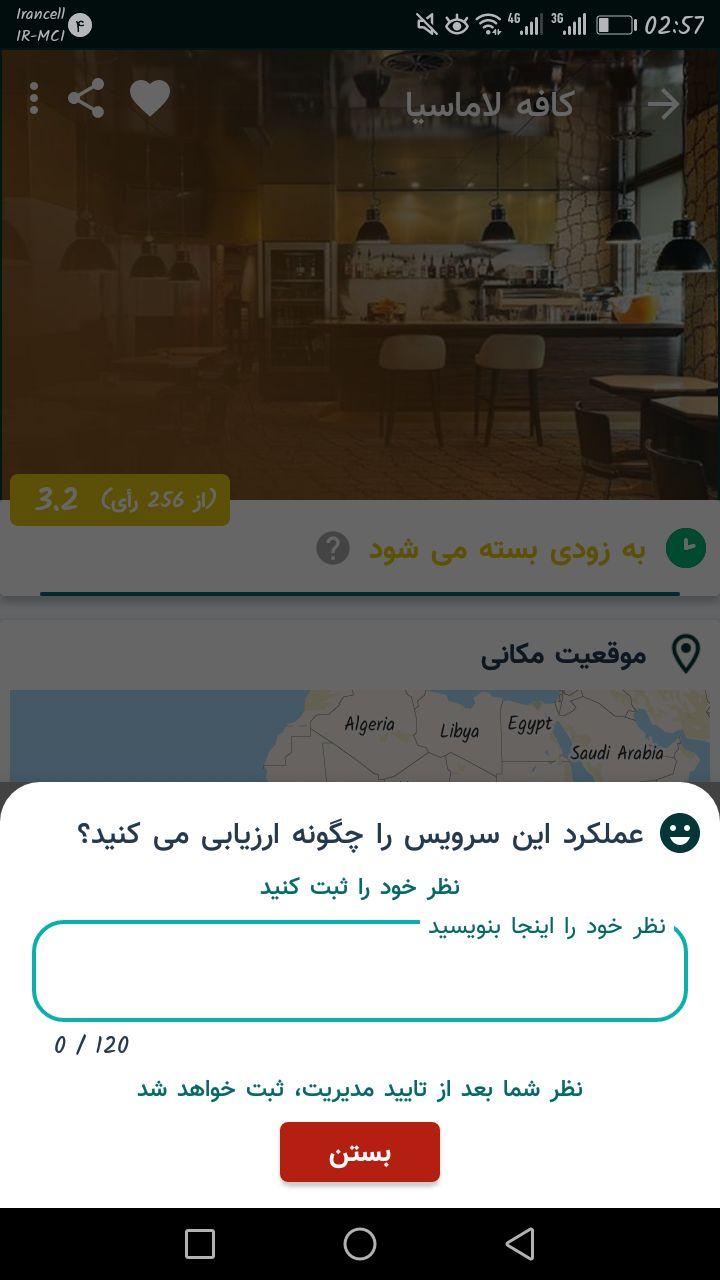 Irancell
IR-MCI
۴
4G
3G
02:57
کافه لاماسیا
3.2 (از 256 رأی)
به زودی بسته می شود
?
موقعیت مکانی
Algeria
Libya
Egypt
Saudi Arabia
عملکرد این سرویس را چگونه ارزیابی می کنید؟
نظر خود را ثبت کنید
نظر خود را اینجا بنویسید
0 / 120
نظر شما بعد از تایید مدیریت، ثبت خواهد شد
بستن